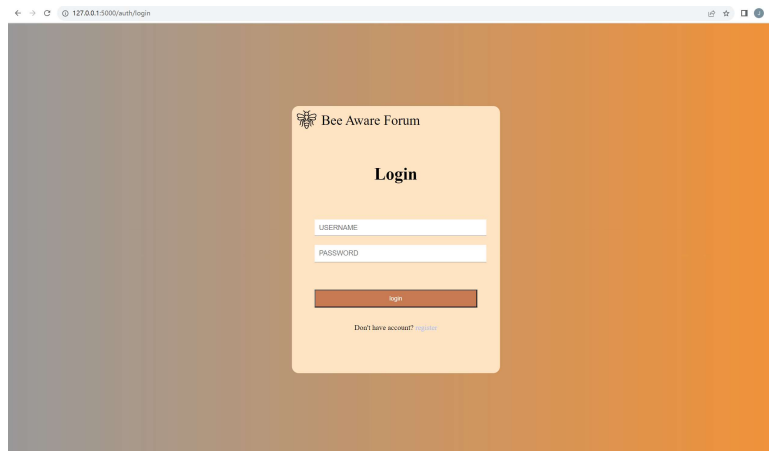 127.0.0.1:5000/auth/login
Bee Aware Forum
Login
USERNAME
PASSWORD
login
Don't have account? register